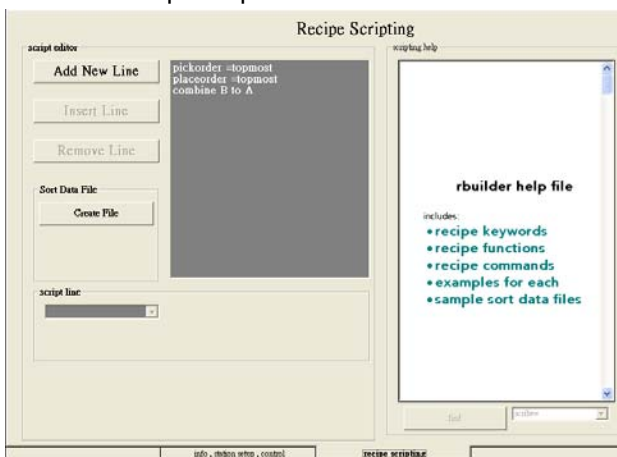 Recipe Scripting
script editor
Add New Line
Insert Line
Remove Line
pickorder =topmost
placeorder =topmost
combine B to A
Sort Data File
Create File
script line
scripting help
rbuilder help file
includes:
•recipe keywords
•recipe functions
•recipe commands
•examples for each
•sample sort data files
find
info , station setup , control
recipe scripting